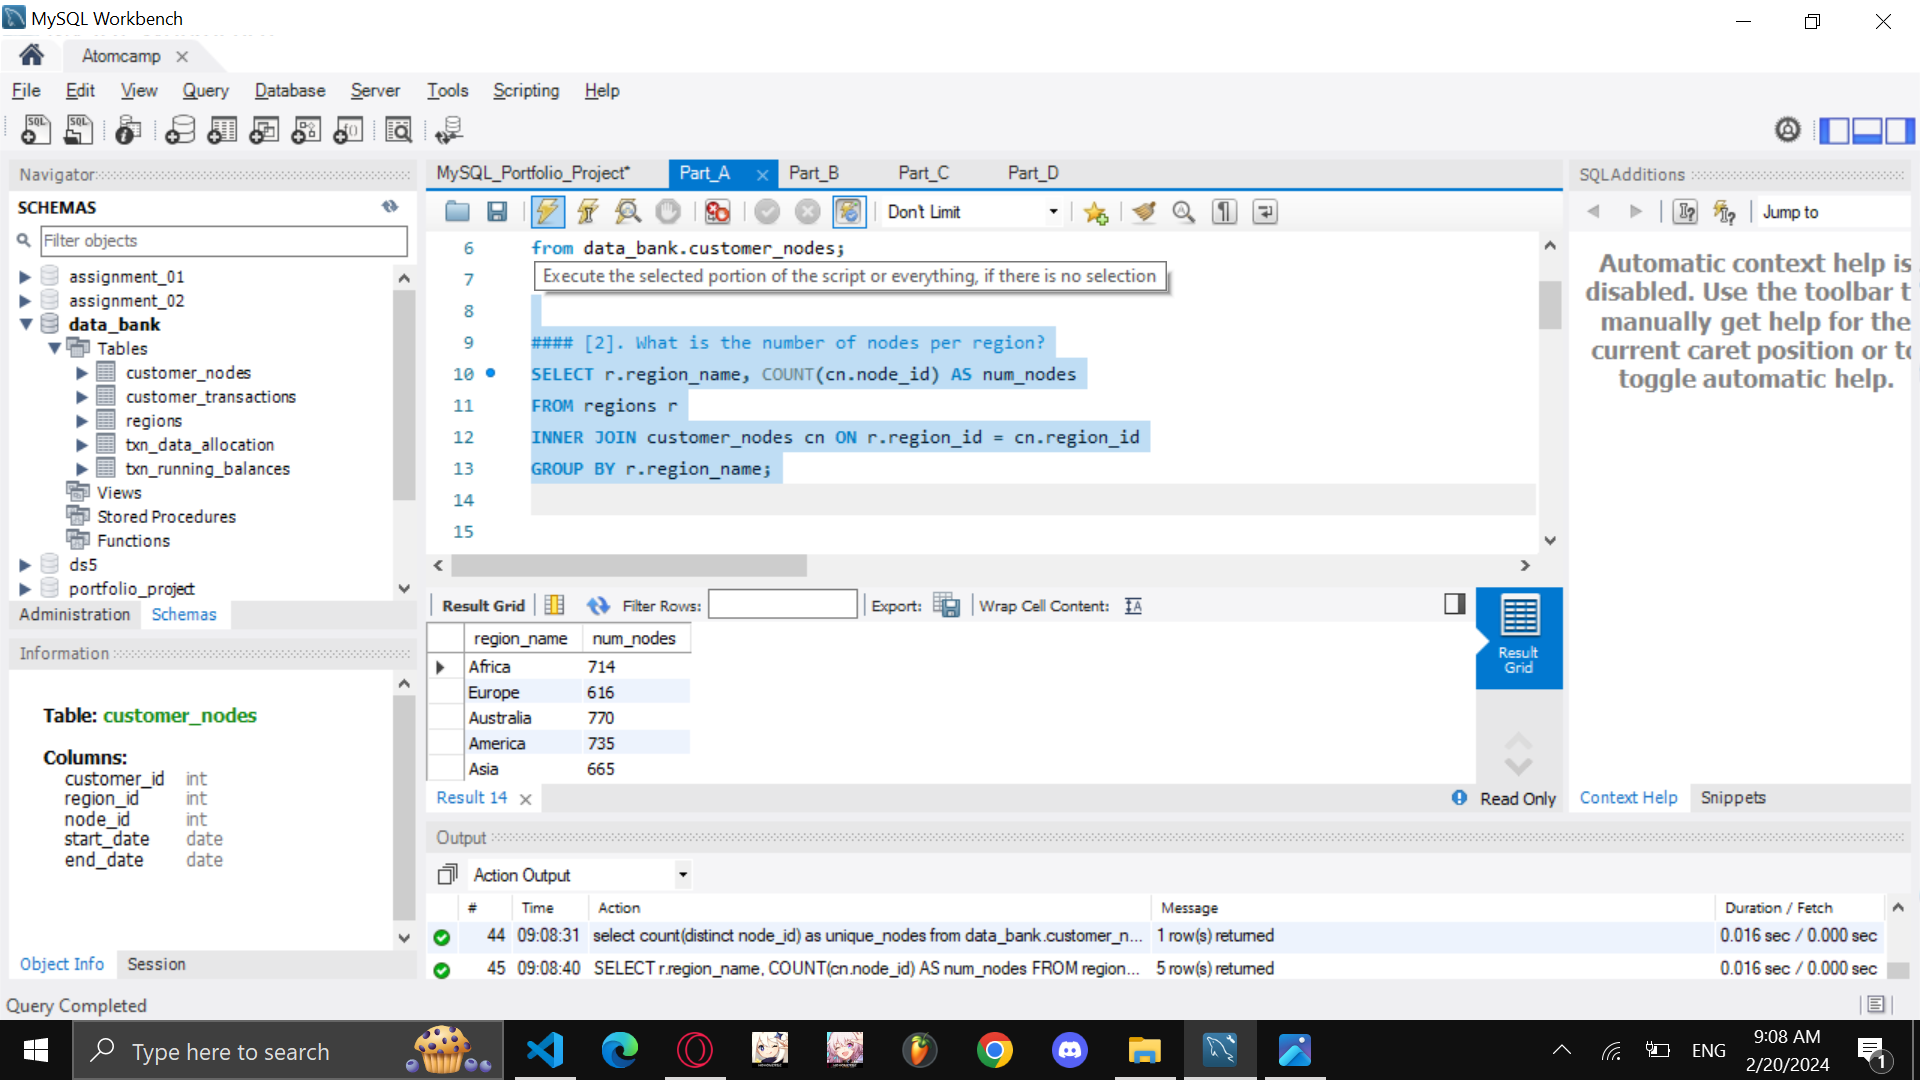 MySQL Workbench
Atomcamp
File Edit View Query Database Server Tools Scripting Help
Navigator
SCHEMAS
Filter objects
assignment_01
assignment_02
data_bank
Tables
customer_nodes
customer_transactions
regions
txn_data_allocation
txn_running_balances
Views
Stored Procedures
Functions
ds5
portfolio_project
Administration Schemas
Information
Table: customer_nodes
Columns:
customer_id int
region_id int
node_id int
start_date date
end_date date
Object Info Session
Query Completed
MySQL_Portfolio_Project* Part_A Part_B Part_C Part_D
Don't Limit
6 from data_bank.customer_nodes;
7
Execute the selected portion of the script or everything, if there is no selection
8
9 #### [2]. What is the number of nodes per region?
10 SELECT r.region_name, COUNT(cn.node_id) AS num_nodes
11 FROM regions r
12 INNER JOIN customer_nodes cn ON r.region_id = cn.region_id
13 GROUP BY r.region_name;
14
15
Result Grid Filter Rows: Export: Wrap Cell Content:
region_name num_nodes
Africa 714
Europe 616
Australia 770
America 735
Asia 665
Result Grid
Result 14 Read Only
SQLAdditions
Jump to
Automatic context help is
disabled. Use the toolbar t
manually get help for the
current caret position or to
toggle automatic help.
Context Help Snippets
Output
Action Output
# Time Action Message Duration / Fetch
44 09:08:31 select count(distinct node_id) as unique_nodes from data_bank.customer_n... 1 row(s) returned 0.016 sec / 0.000 sec
45 09:08:40 SELECT r.region_name, COUNT(cn.node_id) AS num_nodes FROM region... 5 row(s) returned 0.016 sec / 0.000 sec
Type here to search
ENG
9:08 AM
2/20/2024
1